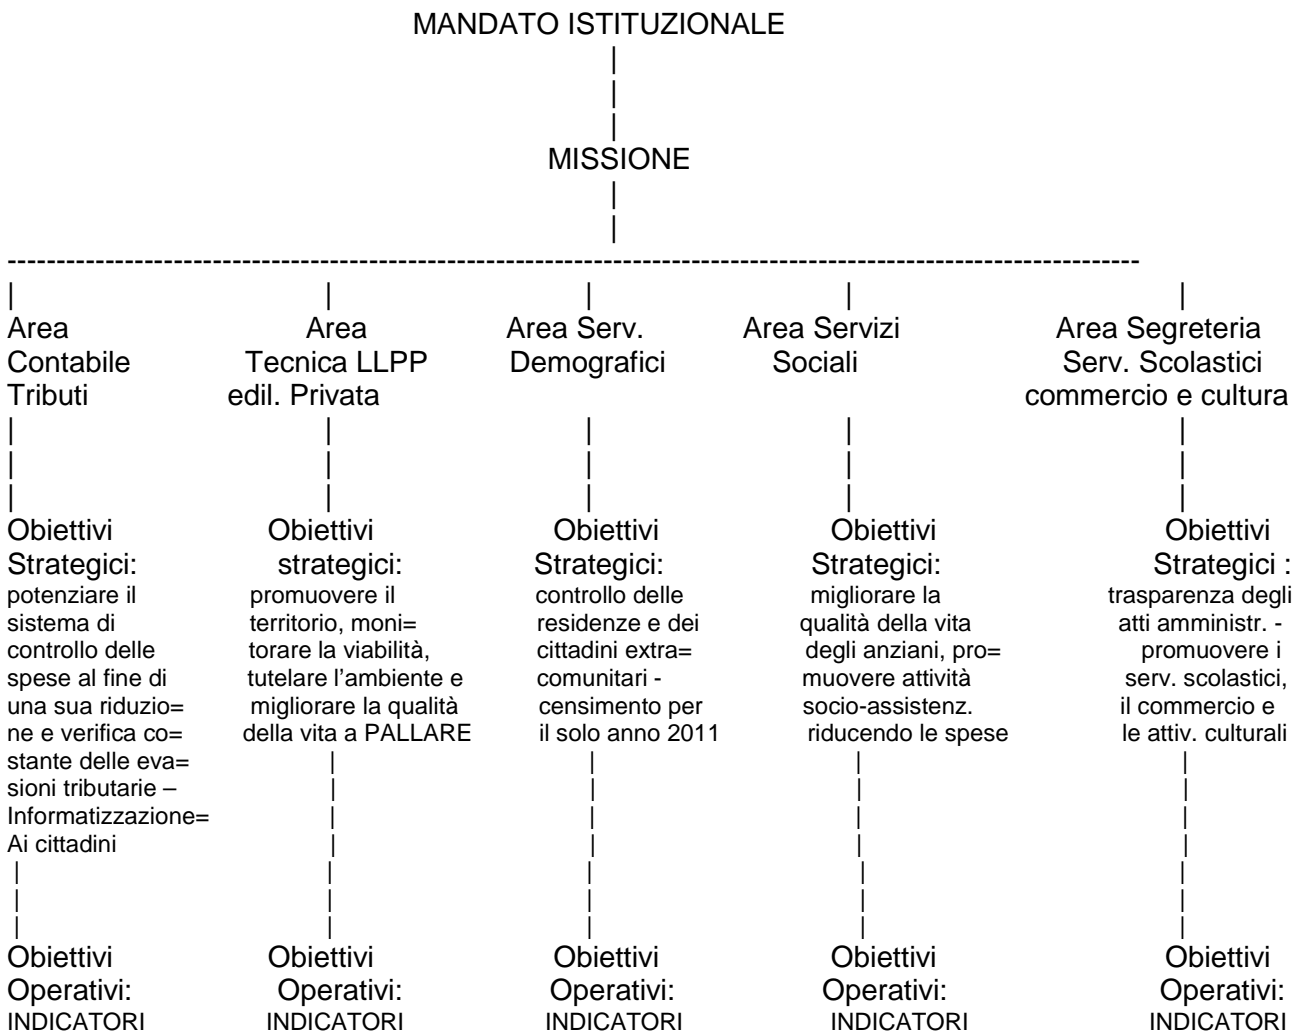 MANDATO ISTITUZIONALE
MISSIONE
Area Area Area Serv. Area Servizi Area Segreteria
Contabile Tecnica LLPP Demografici Sociali Serv. Scolastici
Tributi edil. Privata commercio e cultura
Obiettivi Obiettivi Obiettivi Obiettivi Obiettivi
Strategici: strategici: Strategici: Strategici: Strategici :
potenziare il promuovere il controllo delle migliorare la trasparenza degli
sistema di territorio, moni= residenze e dei qualità della vita atti amministr. -
controllo delle torare la viabilità, cittadini extra= degli anziani, pro= promuovere i
spese al fine di tutelare l’ambiente e comunitari - muovere attività serv. scolastici,
una sua riduzio= migliorare la qualità censimento per socio-assistenz. il commercio e
ne e verifica co= della vita a PALLARE il solo anno 2011 riducendo le spese le attiv. culturali
stante delle eva=
sioni tributarie –
Informatizzazione=
Ai cittadini
Obiettivi Obiettivi Obiettivi Obiettivi Obiettivi
Operativi: Operativi: Operativi: Operativi: Operativi:
INDICATORI INDICATORI INDICATORI INDICATORI INDICATORI